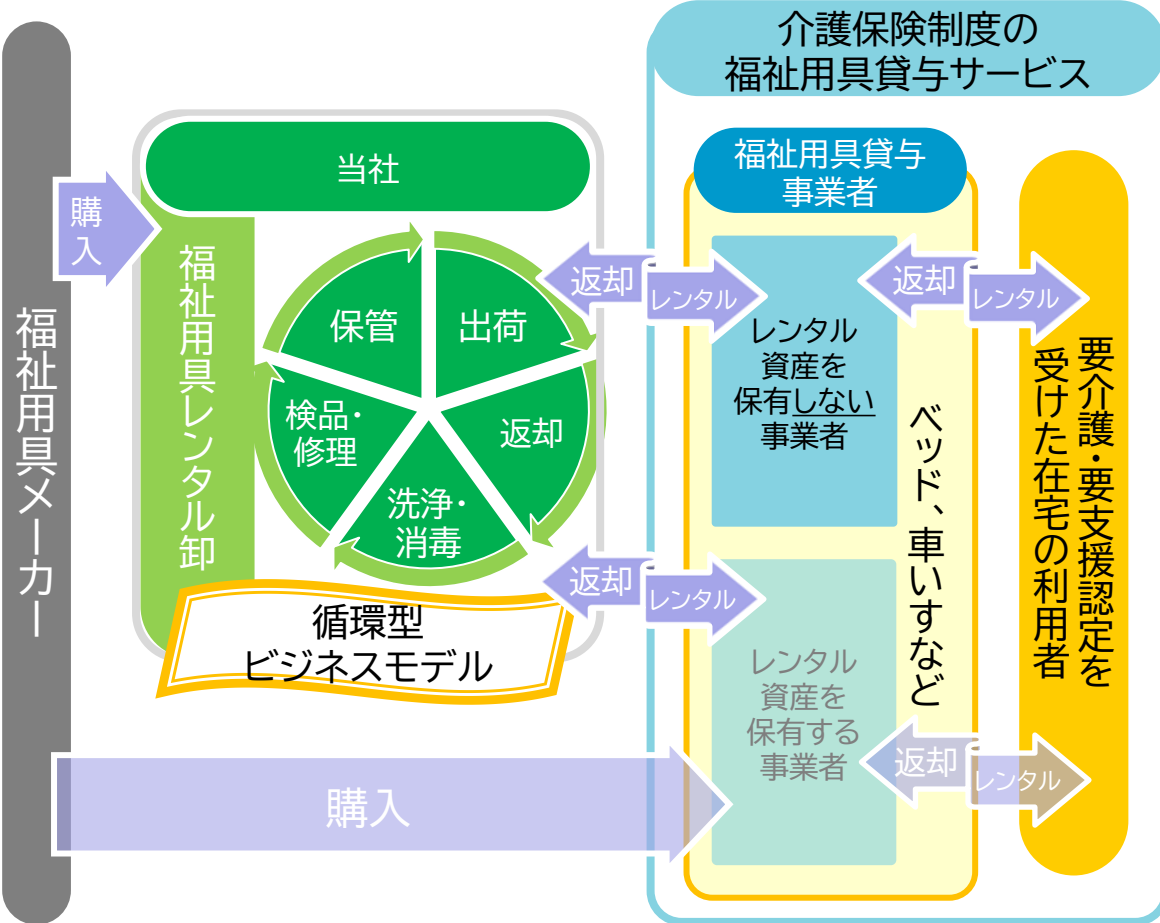 福祉用具メーカー
購入
当社
福祉用具レンタル卸
保管
出荷
返却
洗浄・
消毒
検品・
修理
循環型
ビジネスモデル
購入
介護保険制度の
福祉用具貸与サービス
福祉用具貸与
事業者
返却
レンタル
レンタル
資産を
保有しない
事業者
返却
レンタル
レンタル
資産を
保有する
事業者
ベッド、車いすなど
返却
レンタル
返却
レンタル
要介護・要支援認定を
受けた在宅の利用者